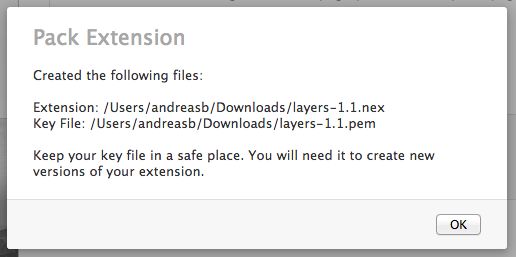 Pack Extension
Created the following files:
Extension: /Users/andreasb/Downloads/layers-1.1.nex
Key File: /Users/andreasb/Downloads/layers-1.1.pem
Keep your key file in a safe place. You will need it to create new
versions of your extension.
OK